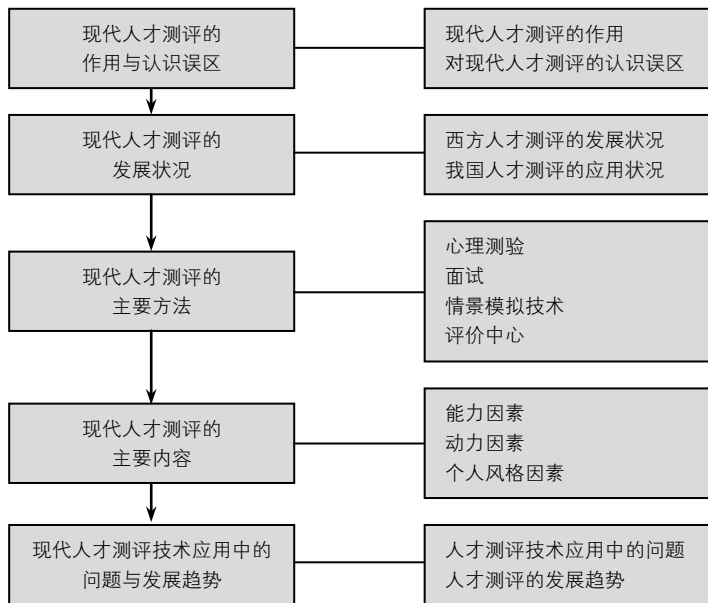 现代人才测评的
作用与认识误区
现代人才测评的作用
对现代人才测评的认识误区
现代人才测评的
发展状况
西方人才测评的发展状况
我国人才测评的应用状况
现代人才测评的
主要方法
心理测验
面试
情景模拟技术
评价中心
现代人才测评的
主要内容
能力因素
动力因素
个人风格因素
现代人才测评技术应用中的
问题与发展趋势
人才测评技术应用中的问题
人才测评的发展趋势